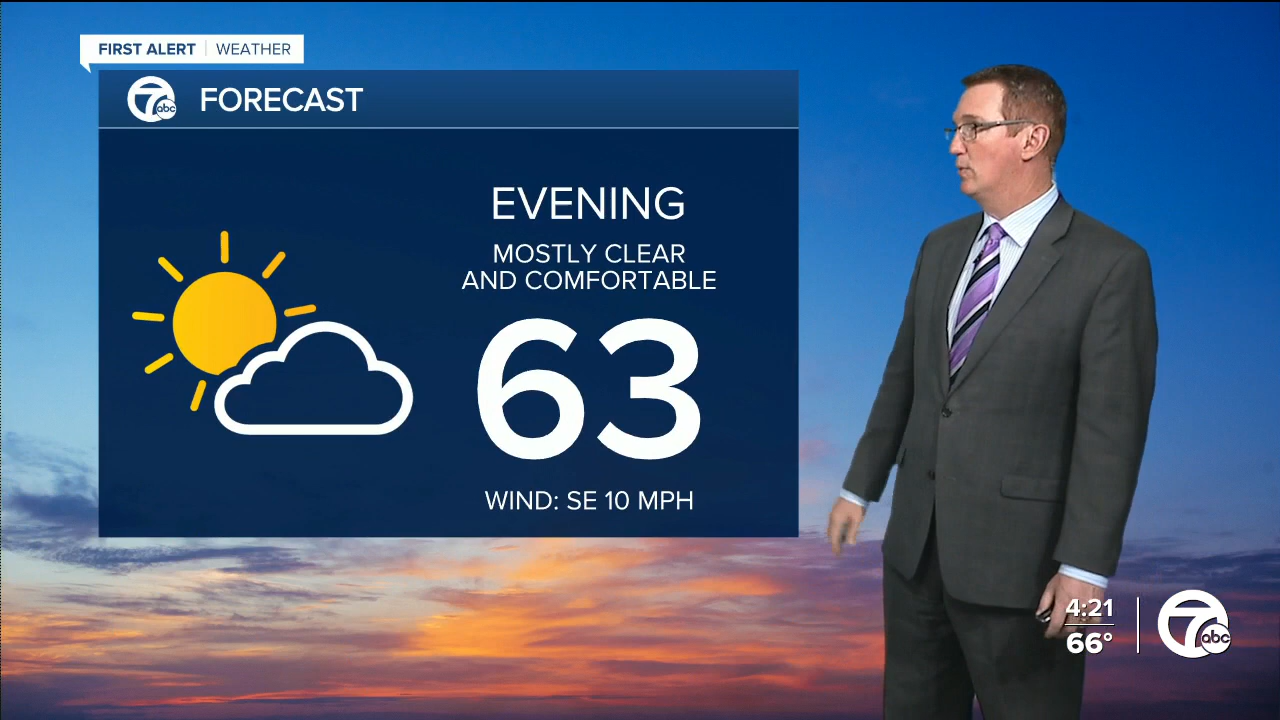 FIRST ALERT | WEATHER
7 abc FORECAST
EVENING
MOSTLY CLEAR
AND COMFORTABLE
63
WIND: SE 10 MPH
4:21
66°
7 abc